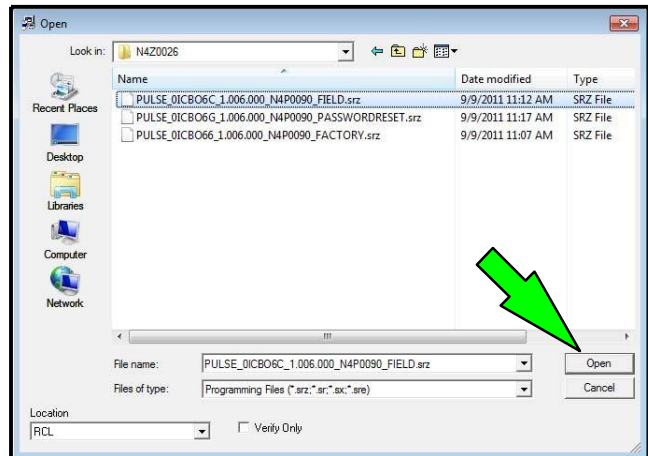 Open
Look in: N4Z0026
Name Date modified Type
PULSE_0ICBO6C_1.006.000_N4P0090_FIELD.srz 9/9/2011 11:12 AM SRZ File
PULSE_0ICBO6G_1.006.000_N4P0090_PASSWORDRESET.srz 9/9/2011 11:17 AM SRZ File
PULSE_0ICBO66_1.006.000_N4P0090_FACTORY.srz 9/9/2011 11:07 AM SRZ File
Recent Places
Desktop
Libraries
Computer
Network
File name: PULSE_0ICBO6C_1.006.000_N4P0090_FIELD.srz Open
Files of type: Programming Files (*.srz;*.sr;*.sx;*.sre) Cancel
Location
RCL Verify Only